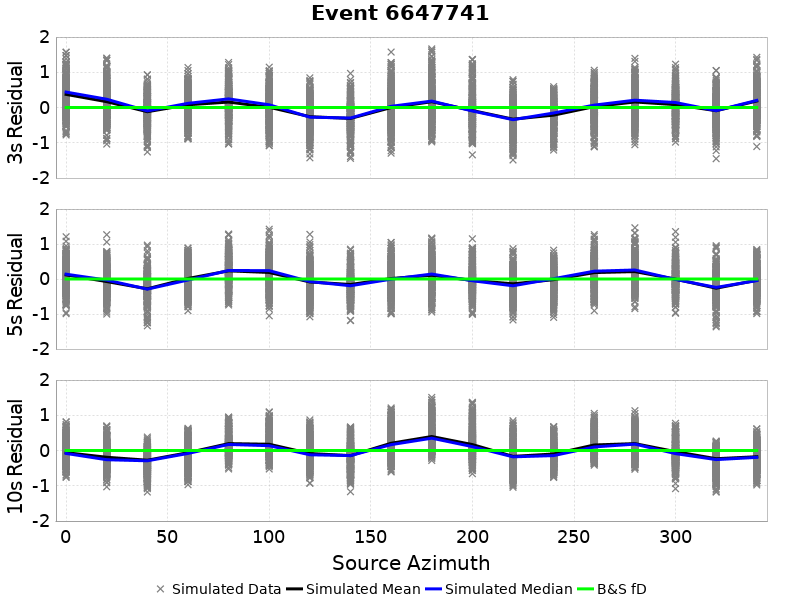 Event 6647741
2
1
0
-1
-2
3s Residual
2
1
0
-1
-2
5s Residual
2
1
0
-1
-2
10s Residual
0 50 100 150 200 250 300
Source Azimuth
Simulated Data Simulated Mean Simulated Median B&S fD